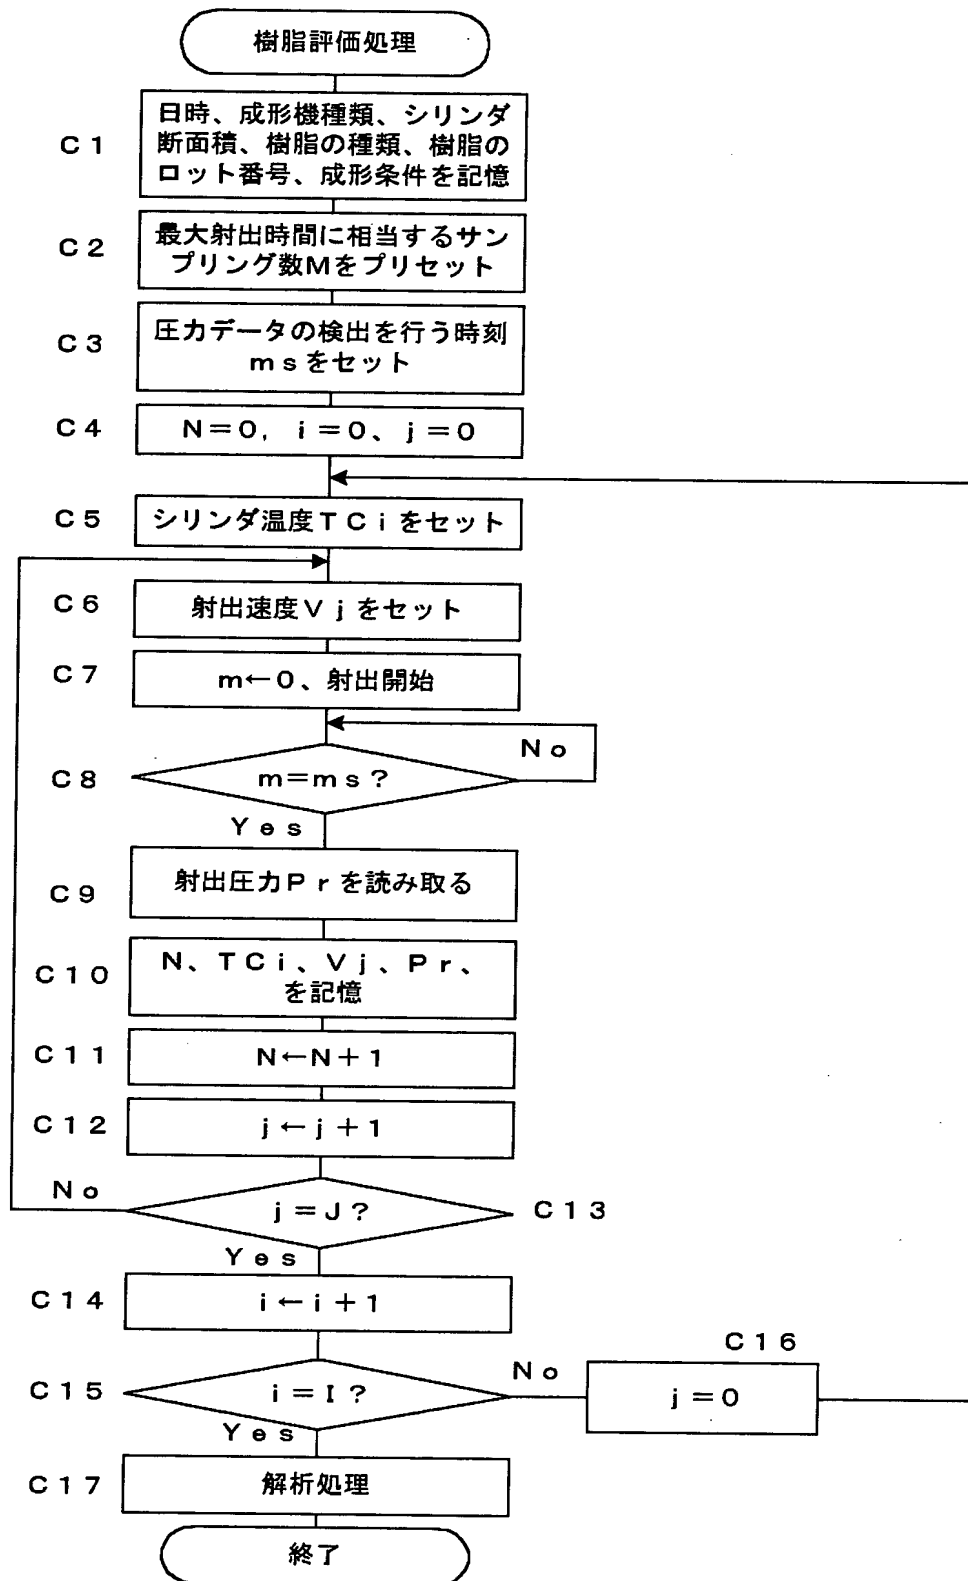 樹脂評価処理
C1
日時、成形機種類、シリンダ
断面積、樹脂の種類、樹脂の
ロット番号、成形条件を記憶
C2
最大射出時間に相当するサン
プリング数Mをプリセット
C3
圧力データの検出を行う時刻
msをセット
C4
N=0, i=0、j=0
C5
シリンダ温度TCiをセット
C6
射出速度Vjをセット
C7
m←0、射出開始
C8
m=ms?
No
Yes
C9
射出圧力Prを読み取る
C10
N、TCi、Vj、Pr、
を記憶
C11
N←N+1
C12
j←j+1
No
j=J?
C13
Yes
C14
i←i+1
C15
i=I?
No
C16
j=0
Yes
C17
解析処理
終了